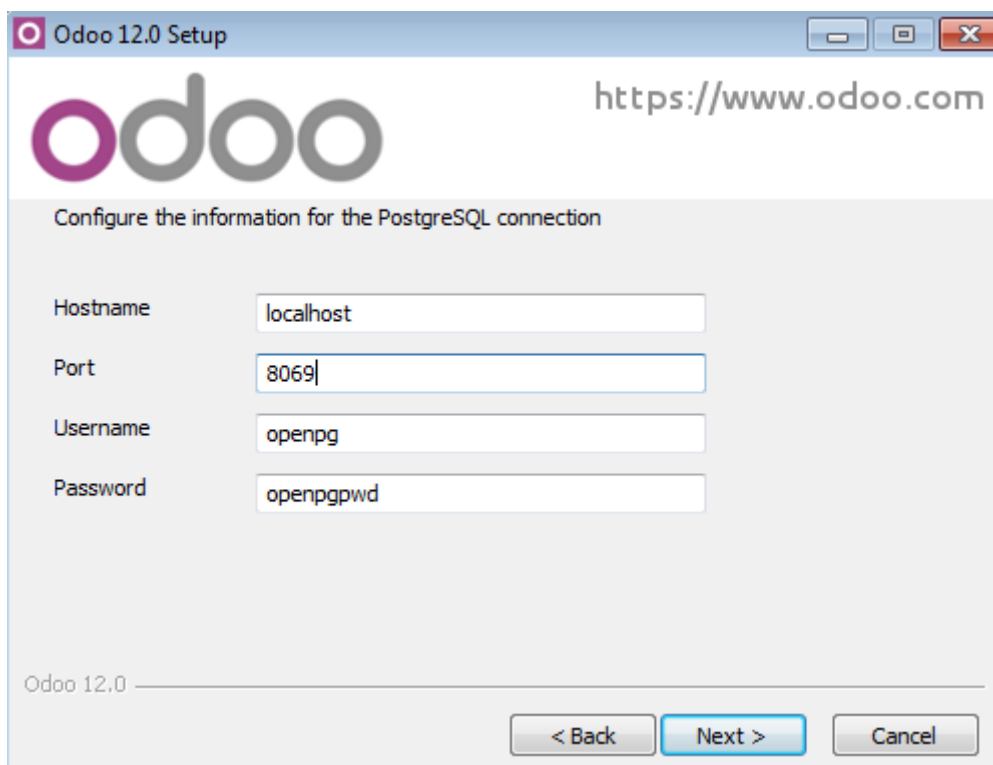 Odoo 12.0 Setup
odoo
https://www.odoo.com
Configure the information for the PostgreSQL connection
Hostname
localhost
Port
8069
Username
openpg
Password
openpgpwd
Odoo 12.0
< Back
Next >
Cancel